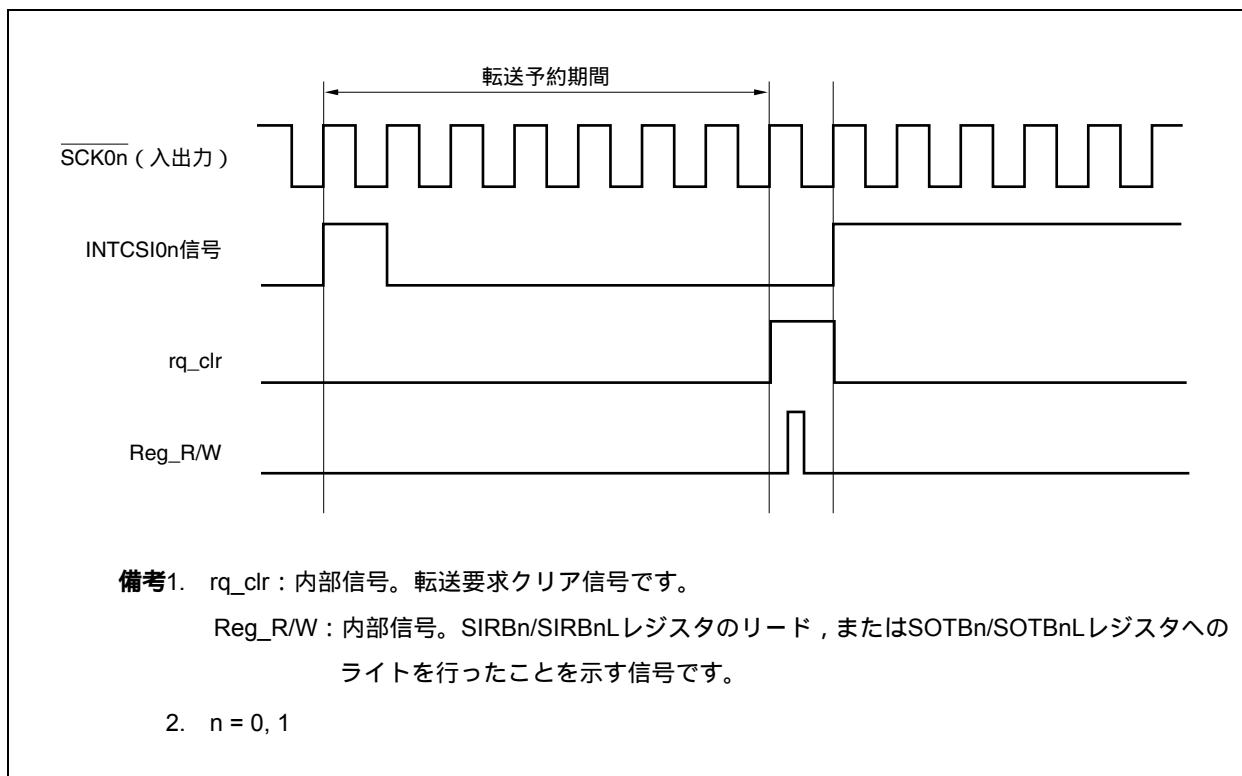 転送予約期間
SCK0n（入出力）
INTCSI0n信号
rq_clr
Reg_R/W
備考1. rq_clr：内部信号。転送要求クリア信号です。
Reg_R/W：内部信号。SIRBn/SIRBnLレジスタのリード，またはSOTBn/SOTBnLレジスタへの
ライトを行ったことを示す信号です。
2. n = 0, 1